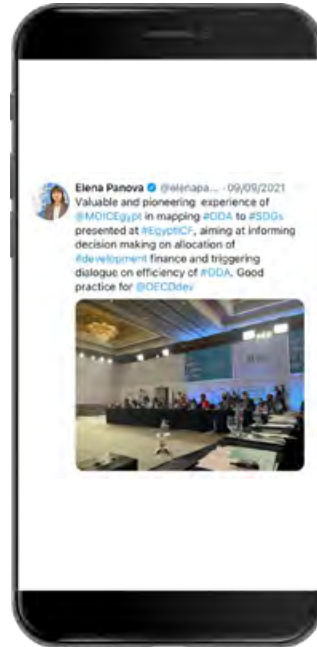 Elena Panova @elenapa... · 09/09/2021
Valuable and pioneering experience of
@MOICEgypt in mapping #ODA to #SDGs
presented at #EgyptICF, aiming at informing
decision making on allocation of
#development finance and triggering
dialogue on efficiency of #ODA. Good
practice for @OECDdev